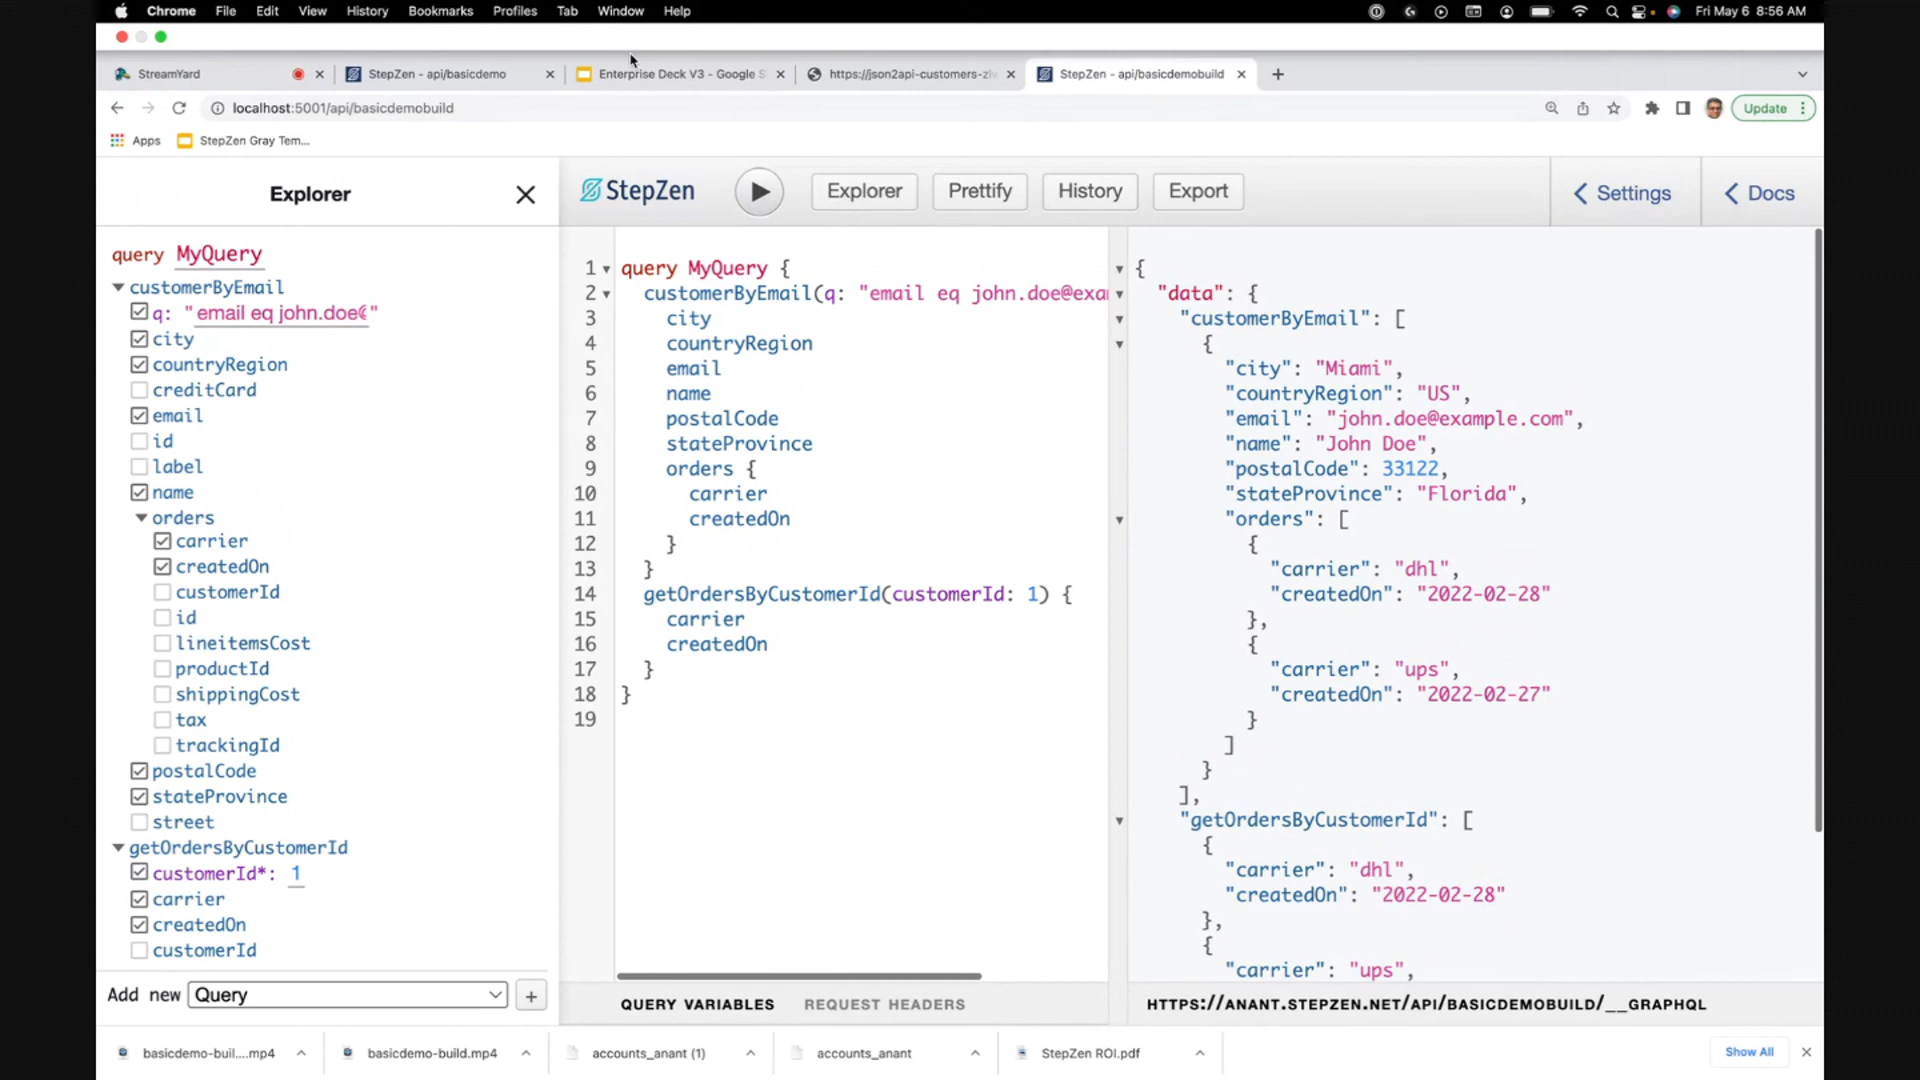 Chrome File Edit View History Bookmarks Profiles Tab Window Help Fri May 6 8:56 AM
StreamYard StepZen - api/basicdemo Enterprise Deck V3 - Google S https://json2api-customers-zlv StepZen - api/basicdemobuild
localhost:5001/api/basicdemobuild Update
Apps StepZen Gray Tem...
Explorer
StepZen Explorer Prettify History Export Settings Docs
query MyQuery
customerByEmail
q: "email eq john.doe@"
city
countryRegion
creditCard
email
id
label
name
orders
carrier
createdOn
customerId
id
lineitemsCost
productId
shippingCost
tax
trackingId
postalCode
stateProvince
street
getOrdersByCustomerId
customerId*: 1
carrier
createdOn
customerId
Add new Query +
1 query MyQuery {
2 customerByEmail(q: "email eq john.doe@exa
3 city
4 countryRegion
5 email
6 name
7 postalCode
8 stateProvince
9 orders {
10 carrier
11 createdOn
12 }
13 }
14 getOrdersByCustomerId(customerId: 1) {
15 carrier
16 createdOn
17 }
18 }
19
QUERY VARIABLES REQUEST HEADERS
{
"data": {
"customerByEmail": [
{
"city": "Miami",
"countryRegion": "US",
"email": "john.doe@example.com",
"name": "John Doe",
"postalCode": 33122,
"stateProvince": "Florida",
"orders": [
{
"carrier": "dhl",
"createdOn": "2022-02-28"
},
{
"carrier": "ups",
"createdOn": "2022-02-27"
}
]
}
],
"getOrdersByCustomerId": [
{
"carrier": "dhl",
"createdOn": "2022-02-28"
},
{
"carrier": "ups",
HTTPS://ANANT.STEPZEN.NET/API/BASICDEMOBUILD/__GRAPHQL
basicdemo-buil....mp4 basicdemo-build.mp4 accounts_anant (1) accounts_anant StepZen ROI.pdf Show All